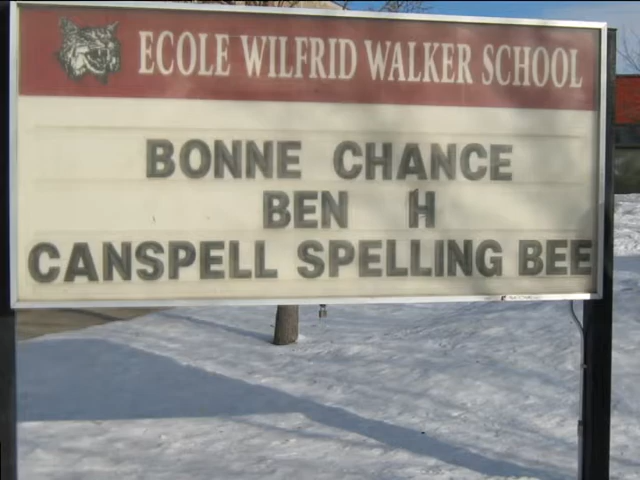 ECOLE WILFRID WALKER SCHOOL
BONNE CHANCE
BEN H
CANSPELL SPELLING BEE